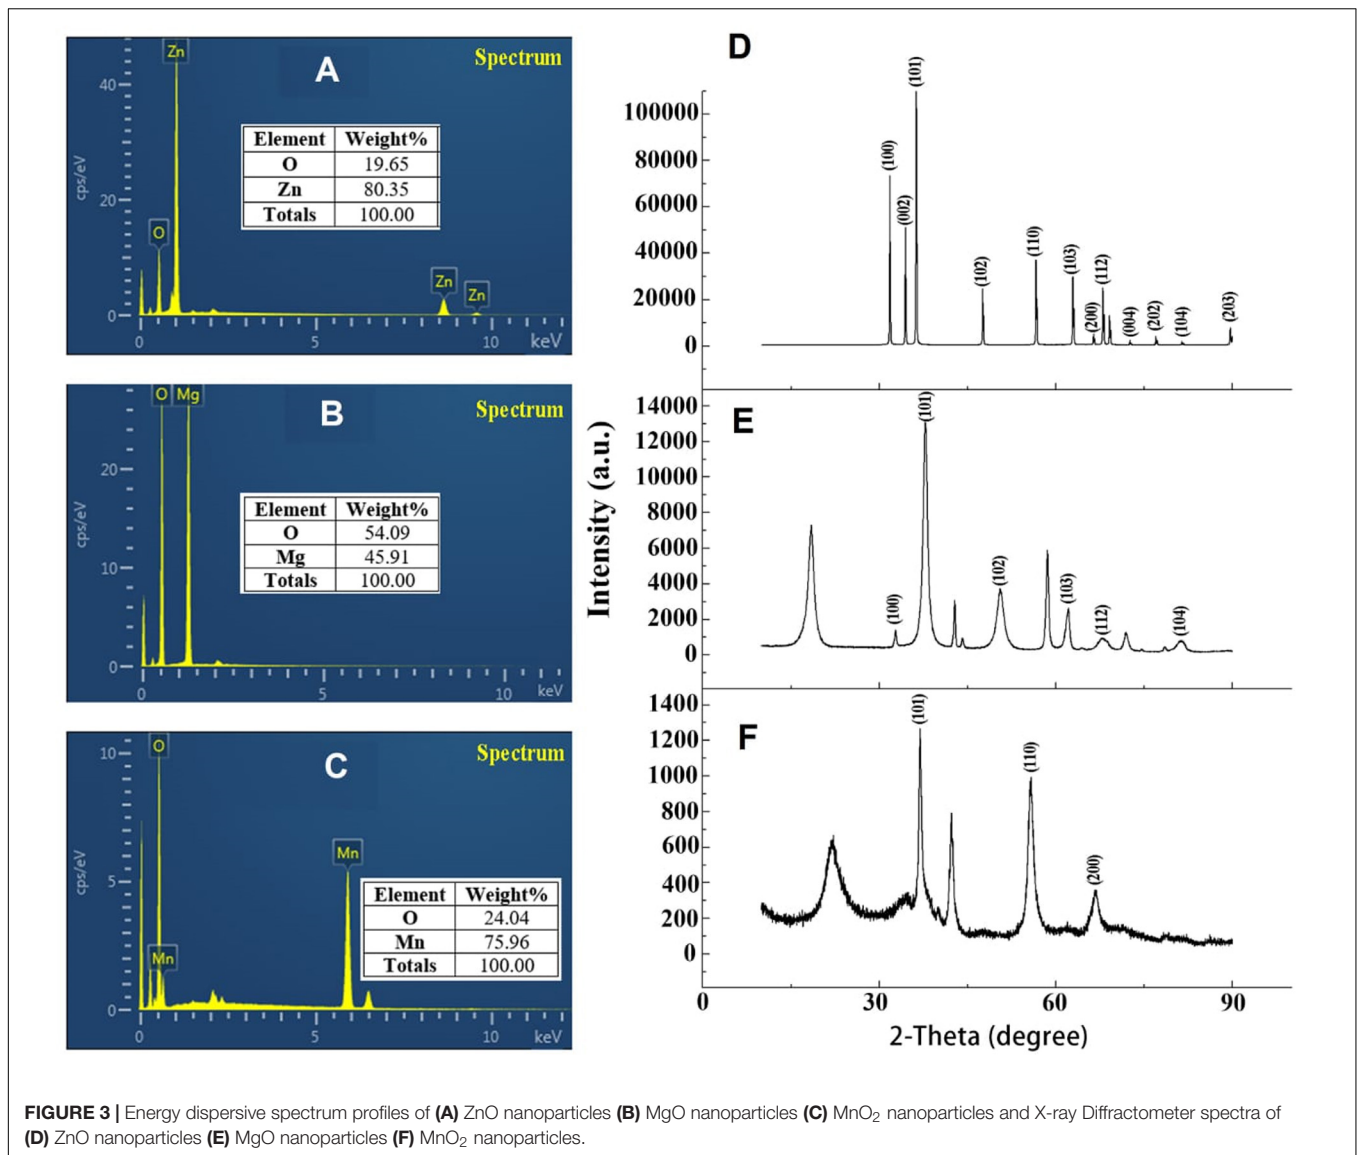 A
Spectrum
Zn
40
20
0
cps/eV
O
Zn
Zn
Element Weight%
O 19.65
Zn 80.35
Totals 100.00
0 5 10 keV
B
Spectrum
O Mg
20
10
0
cps/eV
Element Weight%
O 54.09
Mg 45.91
Totals 100.00
0 5 10 keV
C
Spectrum
O
10
5
0
cps/eV
Mn
Mn
Element Weight%
O 24.04
Mn 75.96
Totals 100.00
0 5 10 keV
D
100000
80000
60000
40000
20000
0
(100) (002) (101) (102) (110) (103) (200) (112) (004) (202) (104) (203)
E
14000
12000
10000
8000
6000
4000
2000
0
(100) (101) (102) (103) (112) (104)
Intensity (a.u.)
F
1400
1200
1000
800
600
400
200
0
(101) (110) (200)
0 30 60 90
2-Theta (degree)
FIGURE 3 | Energy dispersive spectrum profiles of (A) ZnO nanoparticles (B) MgO nanoparticles (C) MnO₂ nanoparticles and X-ray Diffractometer spectra of
(D) ZnO nanoparticles (E) MgO nanoparticles (F) MnO₂ nanoparticles.